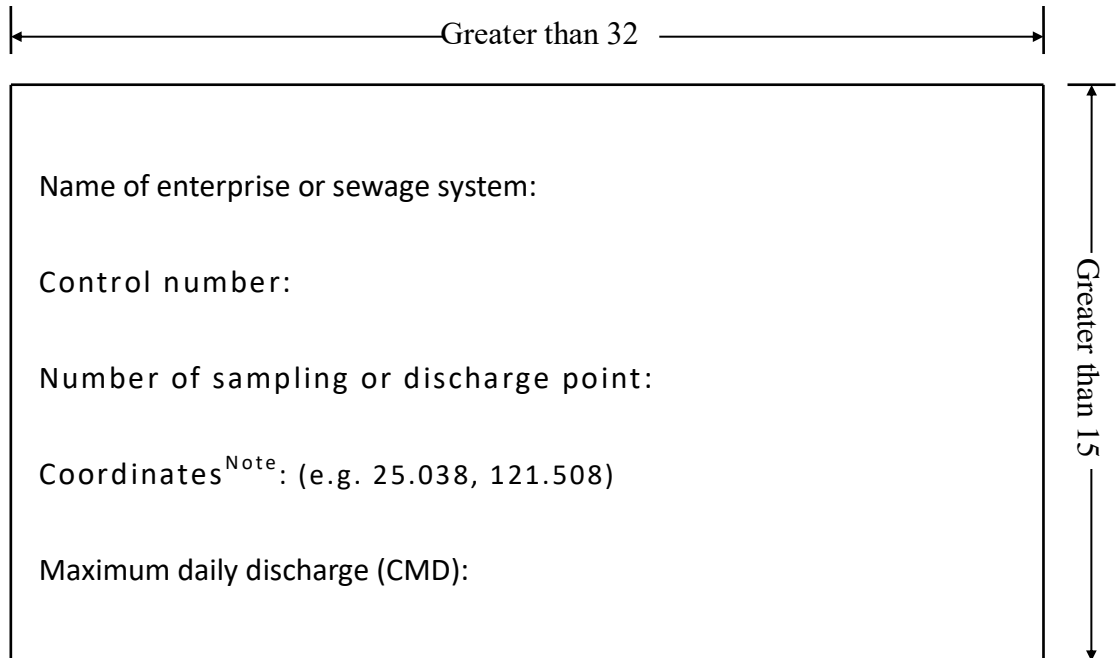 Greater than 32
Name of enterprise or sewage system:
Control number:
Number of sampling or discharge point:
Coordinates^Note: (e.g. 25.038, 121.508)
Maximum daily discharge (CMD):
Greater than 15